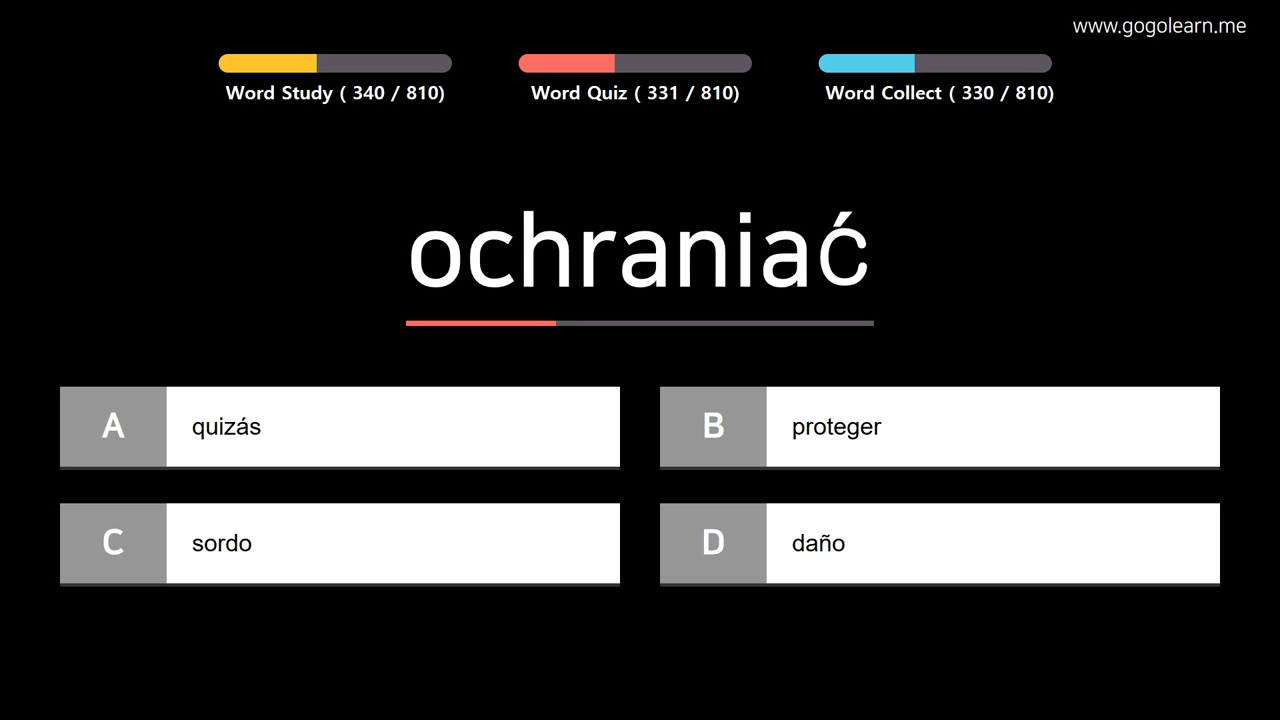 www.gogolearn.me
Word Study ( 340 / 810)
Word Quiz ( 331 / 810)
Word Collect ( 330 / 810)
ochraniać
A
quizás
B
proteger
C
sordo
D
daño